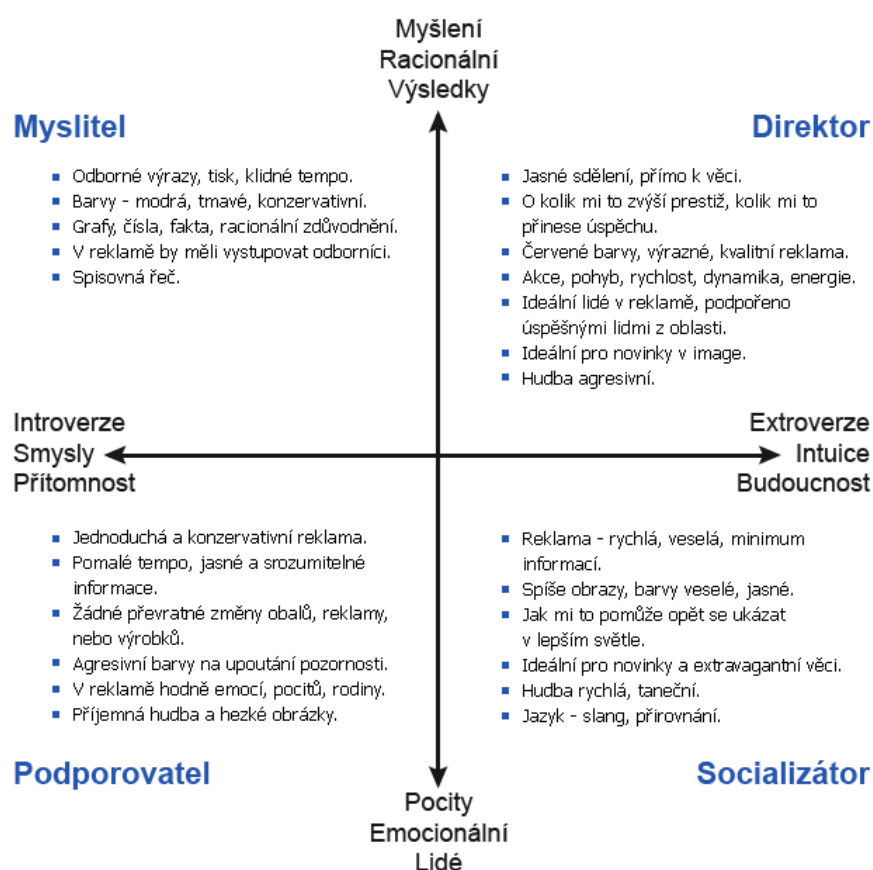 Myšlení
Racionální
Výsledky
Myslitel
Odborné výrazy, tisk, klidné tempo.
Barvy - modrá, tmavé, konzervativní.
Grafy, čísla, fakta, racionální zdůvodnění.
V reklamě by měli vystupovat odborníci.
Spisovná řeč.
Direktor
Jasné sdělení, přímo k věci.
O kolik mi to zvýší prestiž, kolik mi to
přinese úspěchu.
Červené barvy, výrazné, kvalitní reklama.
Akce, pohyb, rychlost, dynamika, energie.
Ideální lidé v reklamě, podpořeno
úspěšnými lidmi z oblasti.
Ideální pro novinky v image.
Hudba agresivní.
Introverze
Smysly
Přítomnost
Extroverze
Intuice
Budoucnost
Jednoduchá a konzervativní reklama.
Pomalé tempo, jasné a srozumitelné
informace.
Žádné převratné změny obalů, reklamy,
nebo výrobků.
Agresivní barvy na upoutání pozornosti.
V reklamě hodně emocí, pocitů, rodiny.
Příjemná hudba a hezké obrázky.
Podporovatel
Reklama - rychlá, veselá, minimum
informací.
Spíše obrazy, barvy veselé, jasné.
Jak mi to pomůže opět se ukázat
v lepším světle.
Ideální pro novinky a extravagantní věci.
Hudba rychlá, taneční.
Jazyk - slang, přirovnání.
Socializátor
Pocity
Emocionální
Lidé